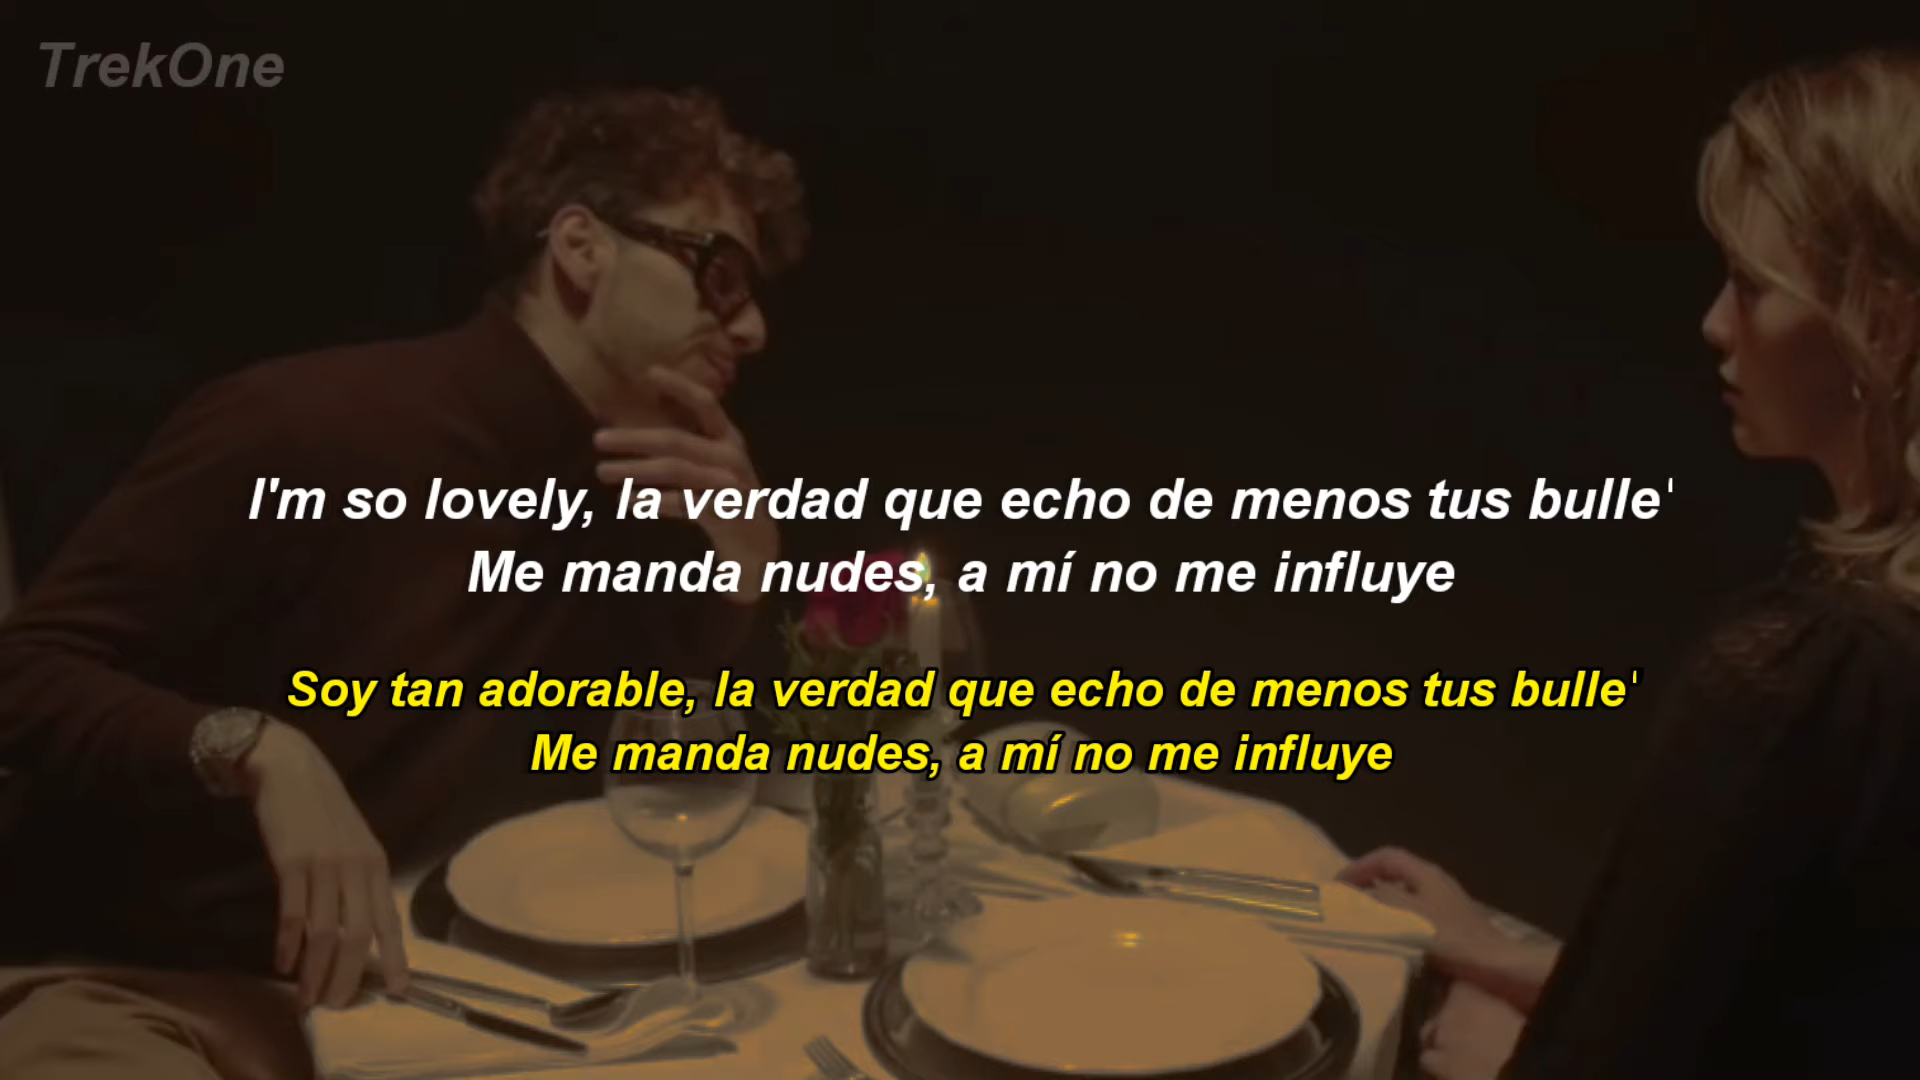 TrekOne
I'm so lovely, la verdad que echo de menos tus bulle'
Me manda nudes, a mí no me influye
Soy tan adorable, la verdad que echo de menos tus bulle'
Me manda nudes, a mí no me influye